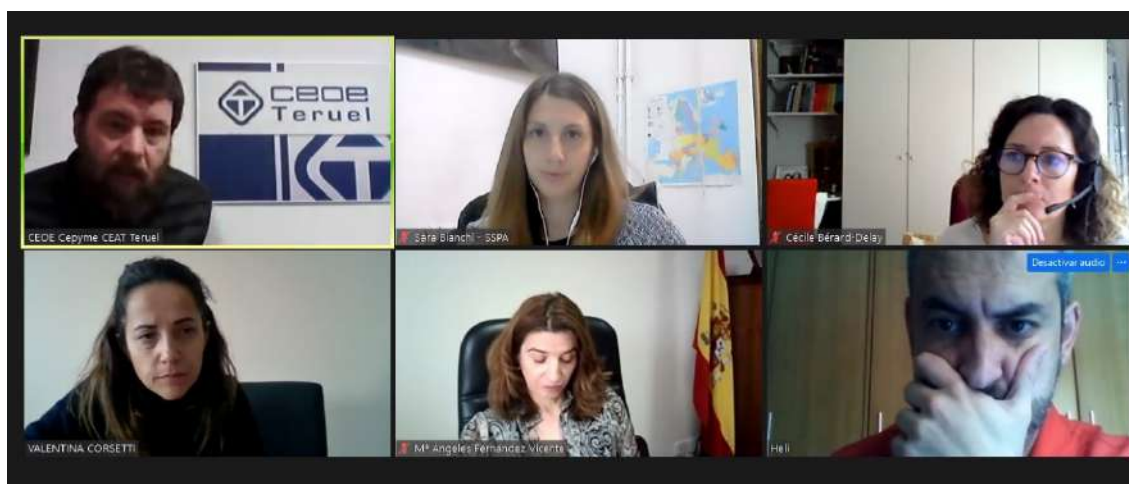 ceoe
Teruel
CEOE Cepyme CEAT Teruel
Sara Bianchi - SSPA
Cécile Bérard-Delay
VALENTINA CORSETTI
Mª Angeles Fernandez Vicente
Desactivar audio ...
Heli